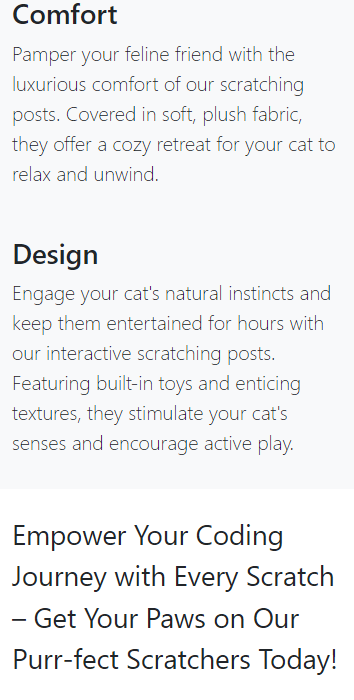 Comfort
Pamper your feline friend with the
luxurious comfort of our scratching
posts. Covered in soft, plush fabric,
they offer a cozy retreat for your cat to
relax and unwind.
Design
Engage your cat's natural instincts and
keep them entertained for hours with
our interactive scratching posts.
Featuring built-in toys and enticing
textures, they stimulate your cat's
senses and encourage active play.
Empower Your Coding
Journey with Every Scratch
– Get Your Paws on Our
Purr-fect Scratchers Today!